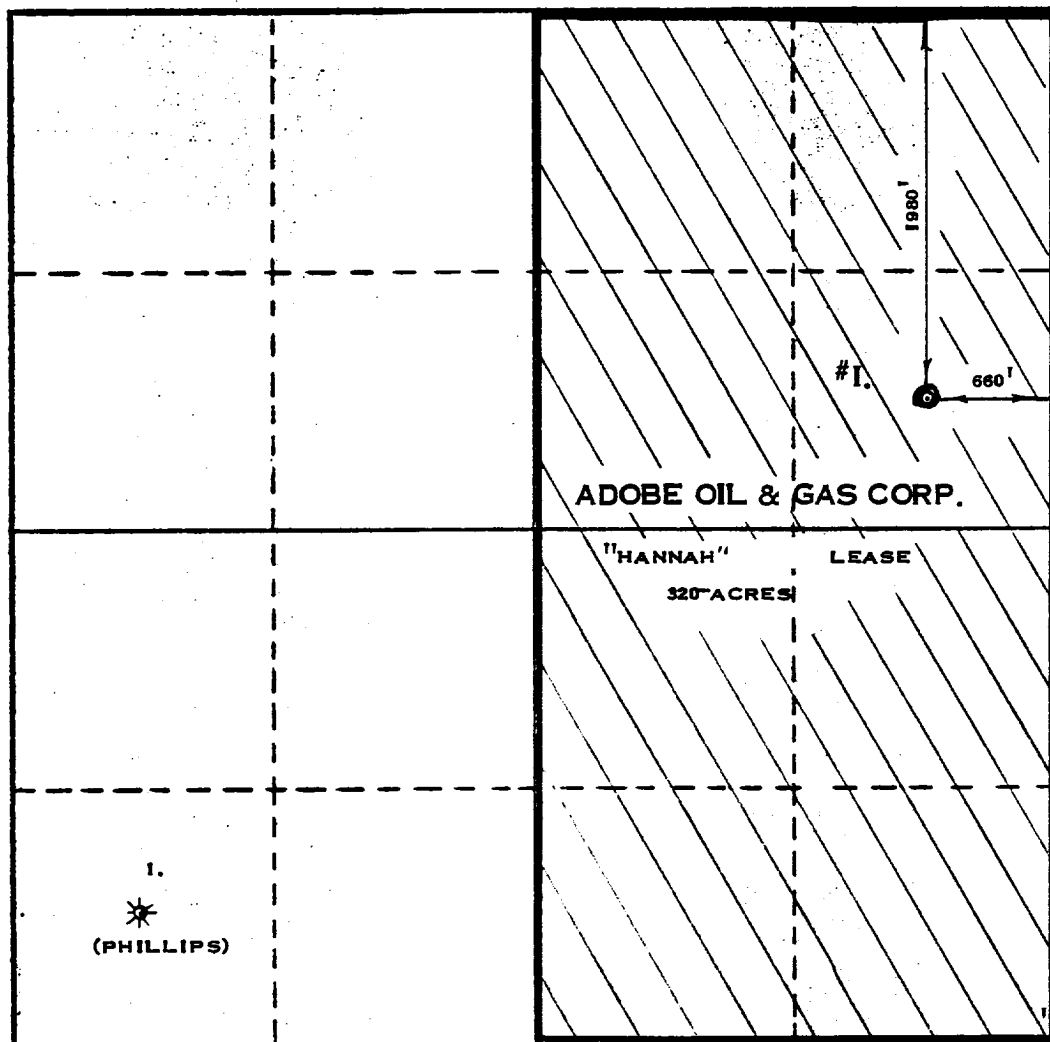 1980'
#1.
660'
ADOBE OIL & GAS CORP.
"HANNAH" LEASE
320 ACRES
1.
(PHILLIPS)